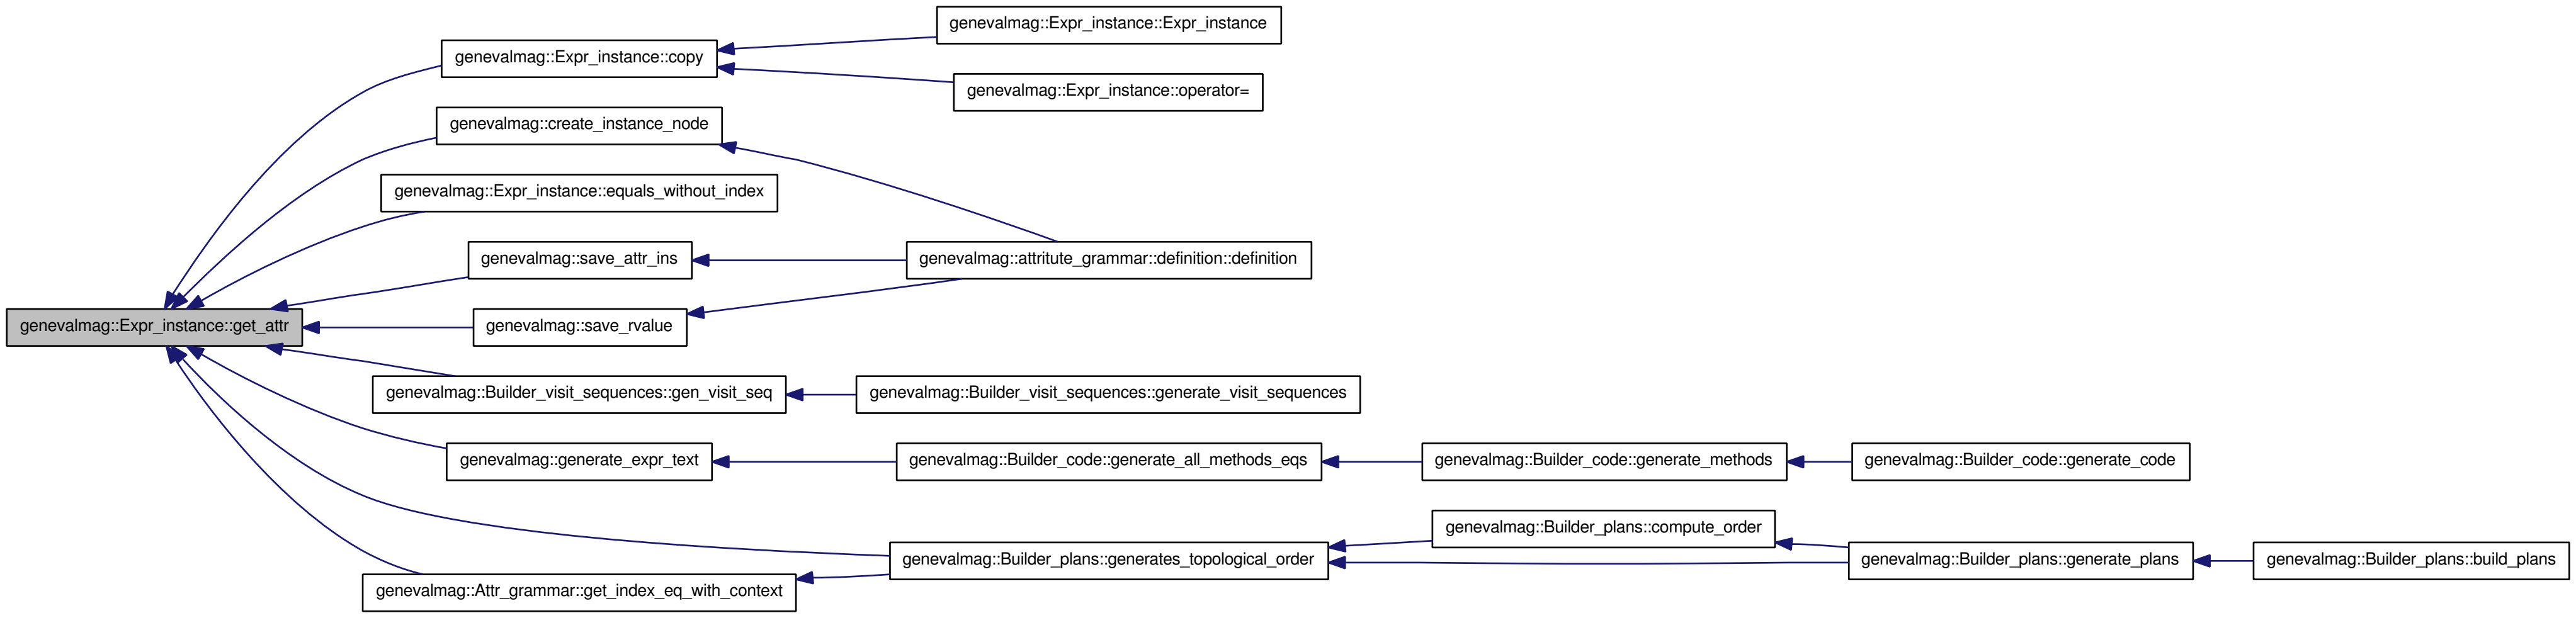 genevalmag::Expr_instance::Expr_instance
genevalmag::Expr_instance::copy
genevalmag::Expr_instance::operator=
genevalmag::create_instance_node
genevalmag::Expr_instance::equals_without_index
genevalmag::save_attr_ins
genevalmag::attritute_grammar::definition::definition
genevalmag::Expr_instance::get_attr
genevalmag::save_rvalue
genevalmag::Builder_visit_sequences::gen_visit_seq
genevalmag::Builder_visit_sequences::generate_visit_sequences
genevalmag::generate_expr_text
genevalmag::Builder_code::generate_all_methods_eqs
genevalmag::Builder_code::generate_methods
genevalmag::Builder_code::generate_code
genevalmag::Builder_plans::compute_order
genevalmag::Builder_plans::generates_topological_order
genevalmag::Builder_plans::generate_plans
genevalmag::Builder_plans::build_plans
genevalmag::Attr_grammar::get_index_eq_with_context